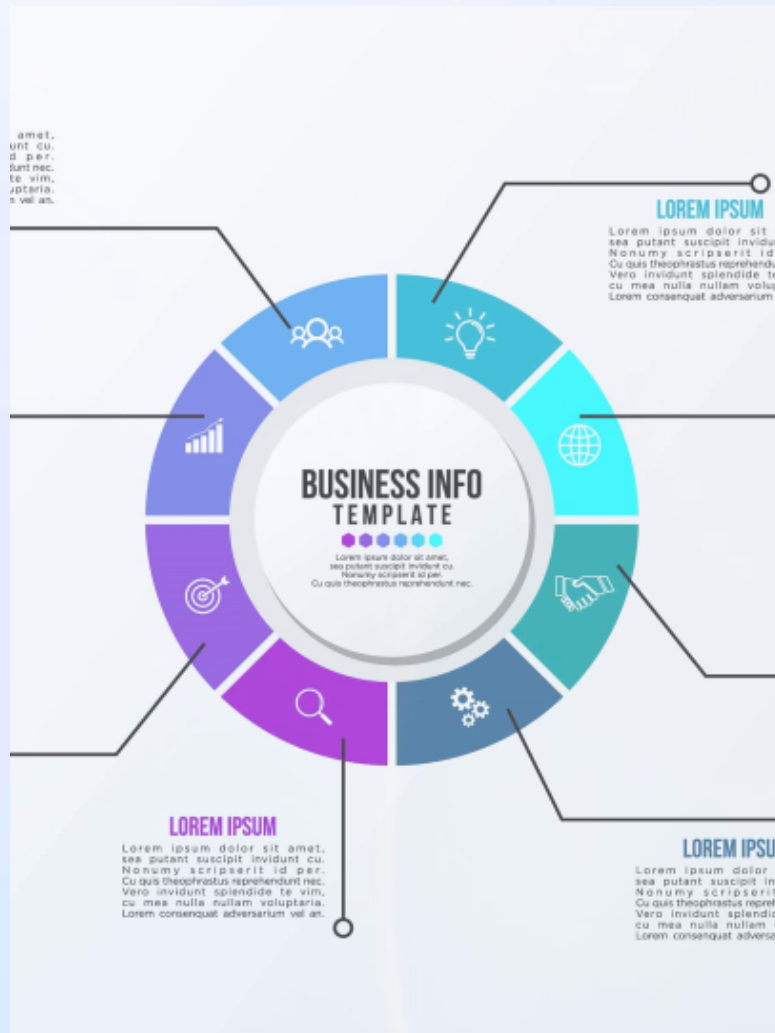 amet,
unt cu.
d per.
dunt nec.
te vim,
uptaria.
vel an.
LOREM IPSUM
Lorem ipsum dolor sit
sea putant suscipit invidu
Nonumy scripserit id
Cu quis theophrastus reprehendu
Vero invidunt splendide te
cu mea nulla nullam volup
Lorem consenquat adversarium
BUSINESS INFO
TEMPLATE
Lorem ipsum dolor sit amet,
sea putant suscipit invidunt cu.
Nonumy scripserit id per.
Cu quis theophrastus reprehendunt nec.
LOREM IPSUM
Lorem ipsum dolor sit amet,
sea putant suscipit invidunt cu.
Nonumy scripserit id per.
Cu quis theophrastus reprehendunt nec.
Vero invidunt splendide te vim,
cu mea nulla nullam voluptaria.
Lorem consenquat adversarium vel an.
LOREM IPSU
Lorem ipsum dolor
sea putant suscipit in
Nonumy scripserit
Cu quis theophrastus repreh
Vero invidunt splendid
cu mea nulla nullam
Lorem consenquat adversa